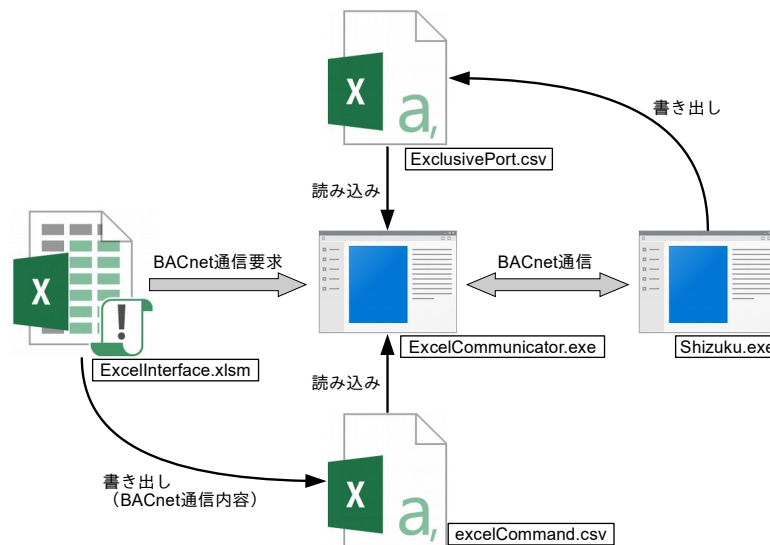 X
a,
書き出し
ExclusivePort.csv
読み込み
BACnet通信要求
BACnet通信
X
!
ExcelInterface.xlsm
ExcelCommunicator.exe
Shizuku.exe
読み込み
書き出し
（BACnet通信内容）
X
a,
excelCommand.csv